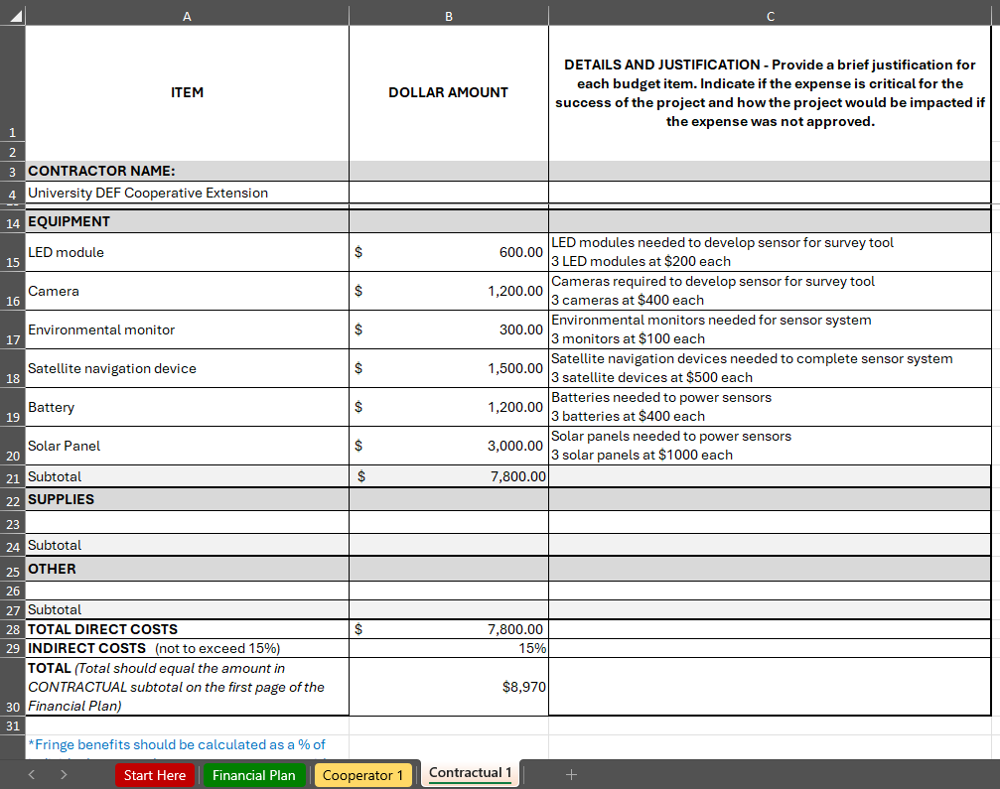 A B C
ITEM DOLLAR AMOUNT DETAILS AND JUSTIFICATION - Provide a brief justification for
each budget item. Indicate if the expense is critical for the
success of the project and how the project would be impacted if
1 the expense was not approved.
2
3 CONTRACTOR NAME:
4 University DEF Cooperative Extension
14 EQUIPMENT
15 LED module $ 600.00 LED modules needed to develop sensor for survey tool
3 LED modules at $200 each
16 Camera $ 1,200.00 Cameras required to develop sensor for survey tool
3 cameras at $400 each
17 Environmental monitor $ 300.00 Environmental monitors needed for sensor system
3 monitors at $100 each
18 Satellite navigation device $ 1,500.00 Satellite navigation devices needed to complete sensor system
3 satellite devices at $500 each
19 Battery $ 1,200.00 Batteries needed to power sensors
3 batteries at $400 each
20 Solar Panel $ 3,000.00 Solar panels needed to power sensors
3 solar panels at $1000 each
21 Subtotal $ 7,800.00
22 SUPPLIES
23
24 Subtotal
25 OTHER
26
27 Subtotal
28 TOTAL DIRECT COSTS $ 7,800.00
29 INDIRECT COSTS (not to exceed 15%) 15%
TOTAL (Total should equal the amount in
CONTRACTUAL subtotal on the first page of the $8,970
30 Financial Plan)
31
*Fringe benefits should be calculated as a % of
Start Here Financial Plan Cooperator 1 Contractual 1